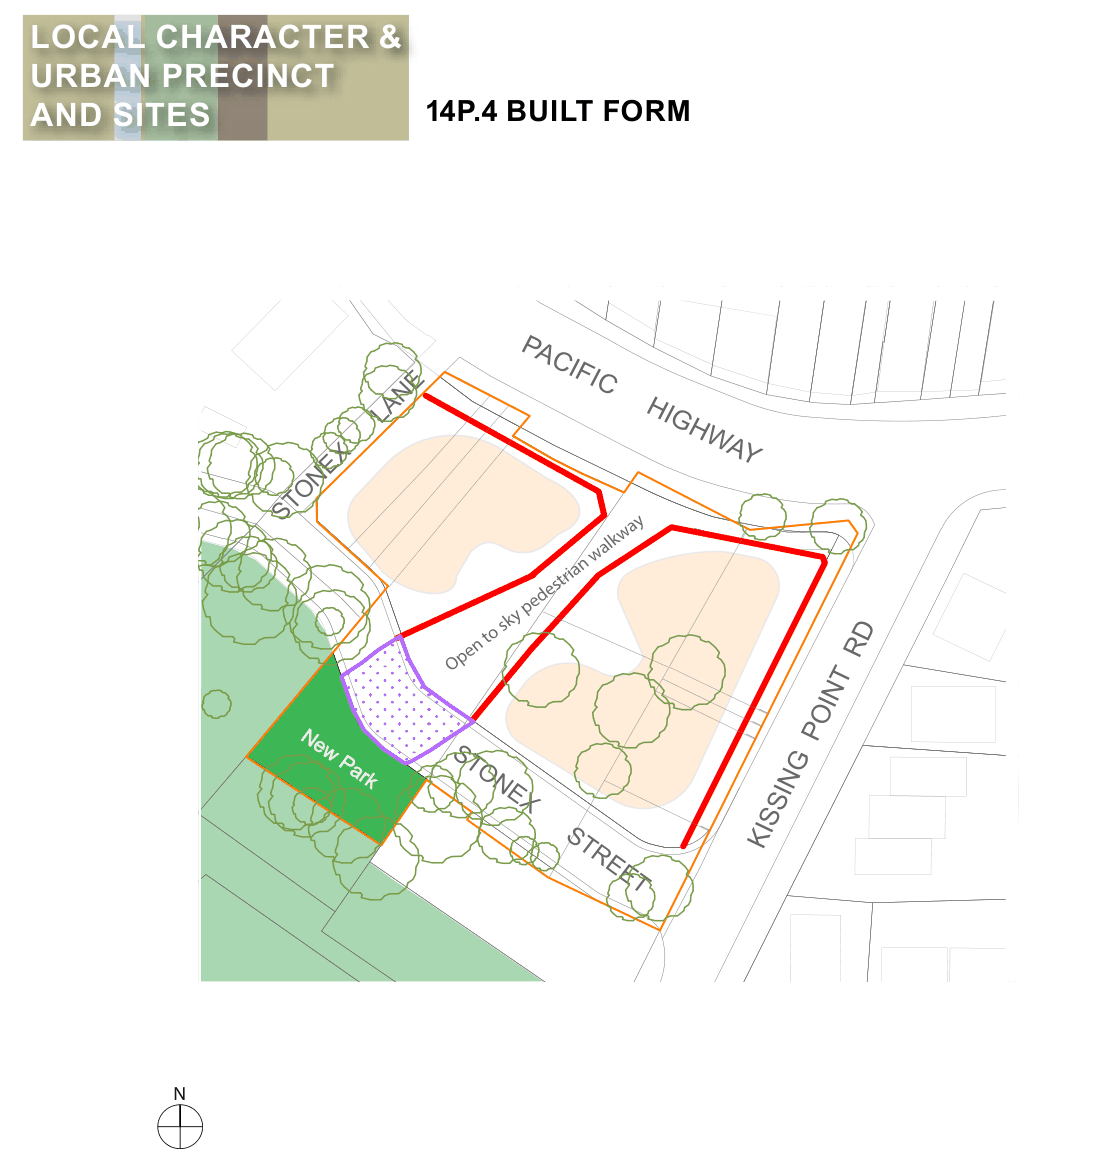 LOCAL CHARACTER &
URBAN PRECINCT
AND SITES
14P.4 BUILT FORM
PACIFIC HIGHWAY
STONEX LANE
Open to sky pedestrian walkway
KISSING POINT RD
New Park
STONEX STREET
N